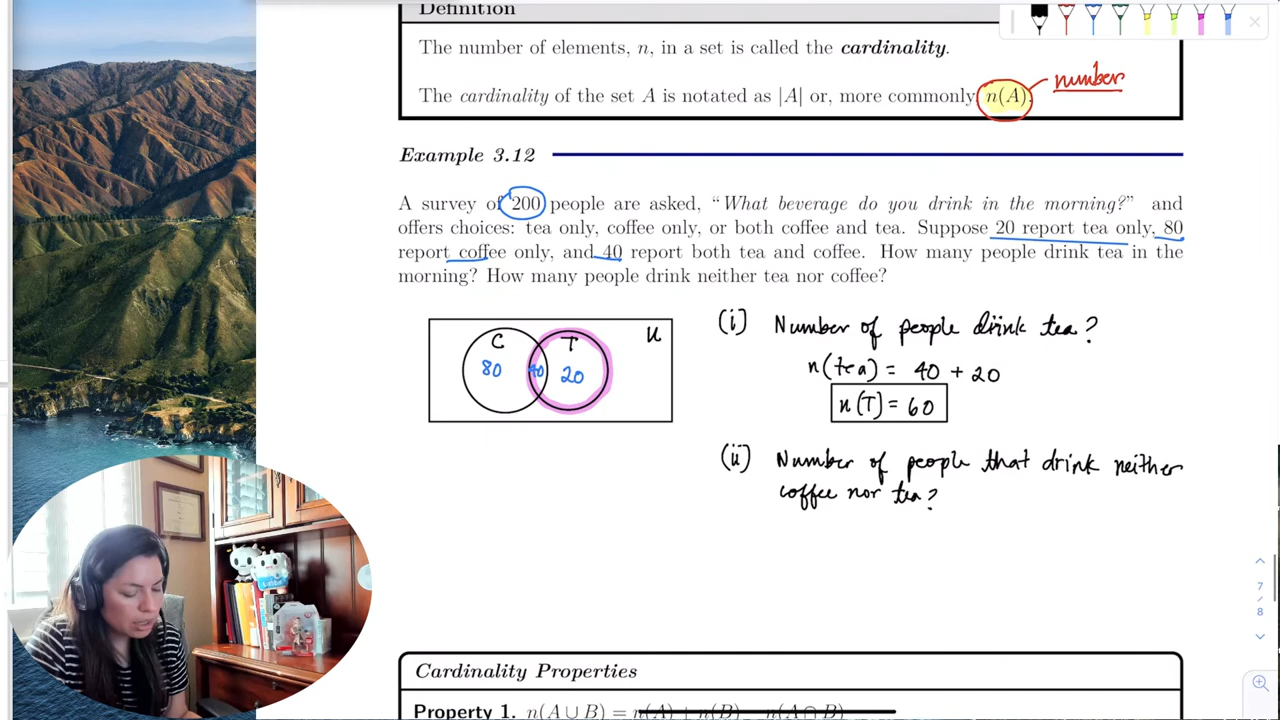 Definition
The number of elements, n, in a set is called the cardinality.
number
The cardinality of the set A is notated as |A| or, more commonly, n(A).
Example 3.12
A survey of 200 people are asked, “What beverage do you drink in the morning?” and
offers choices: tea only, coffee only, or both coffee and tea. Suppose 20 report tea only, 80
report coffee only, and 40 report both tea and coffee. How many people drink tea in the
morning? How many people drink neither tea nor coffee?
C T U
80 40 20
(i) Number of people drink tea?
n(tea) = 40 + 20
n(T) = 60
(ii) Number of people that drink neither
coffee nor tea?
7
/
8
Cardinality Properties
Property 1. n(A ∪ B) = n(A) + n(B) − n(A ∩ B)